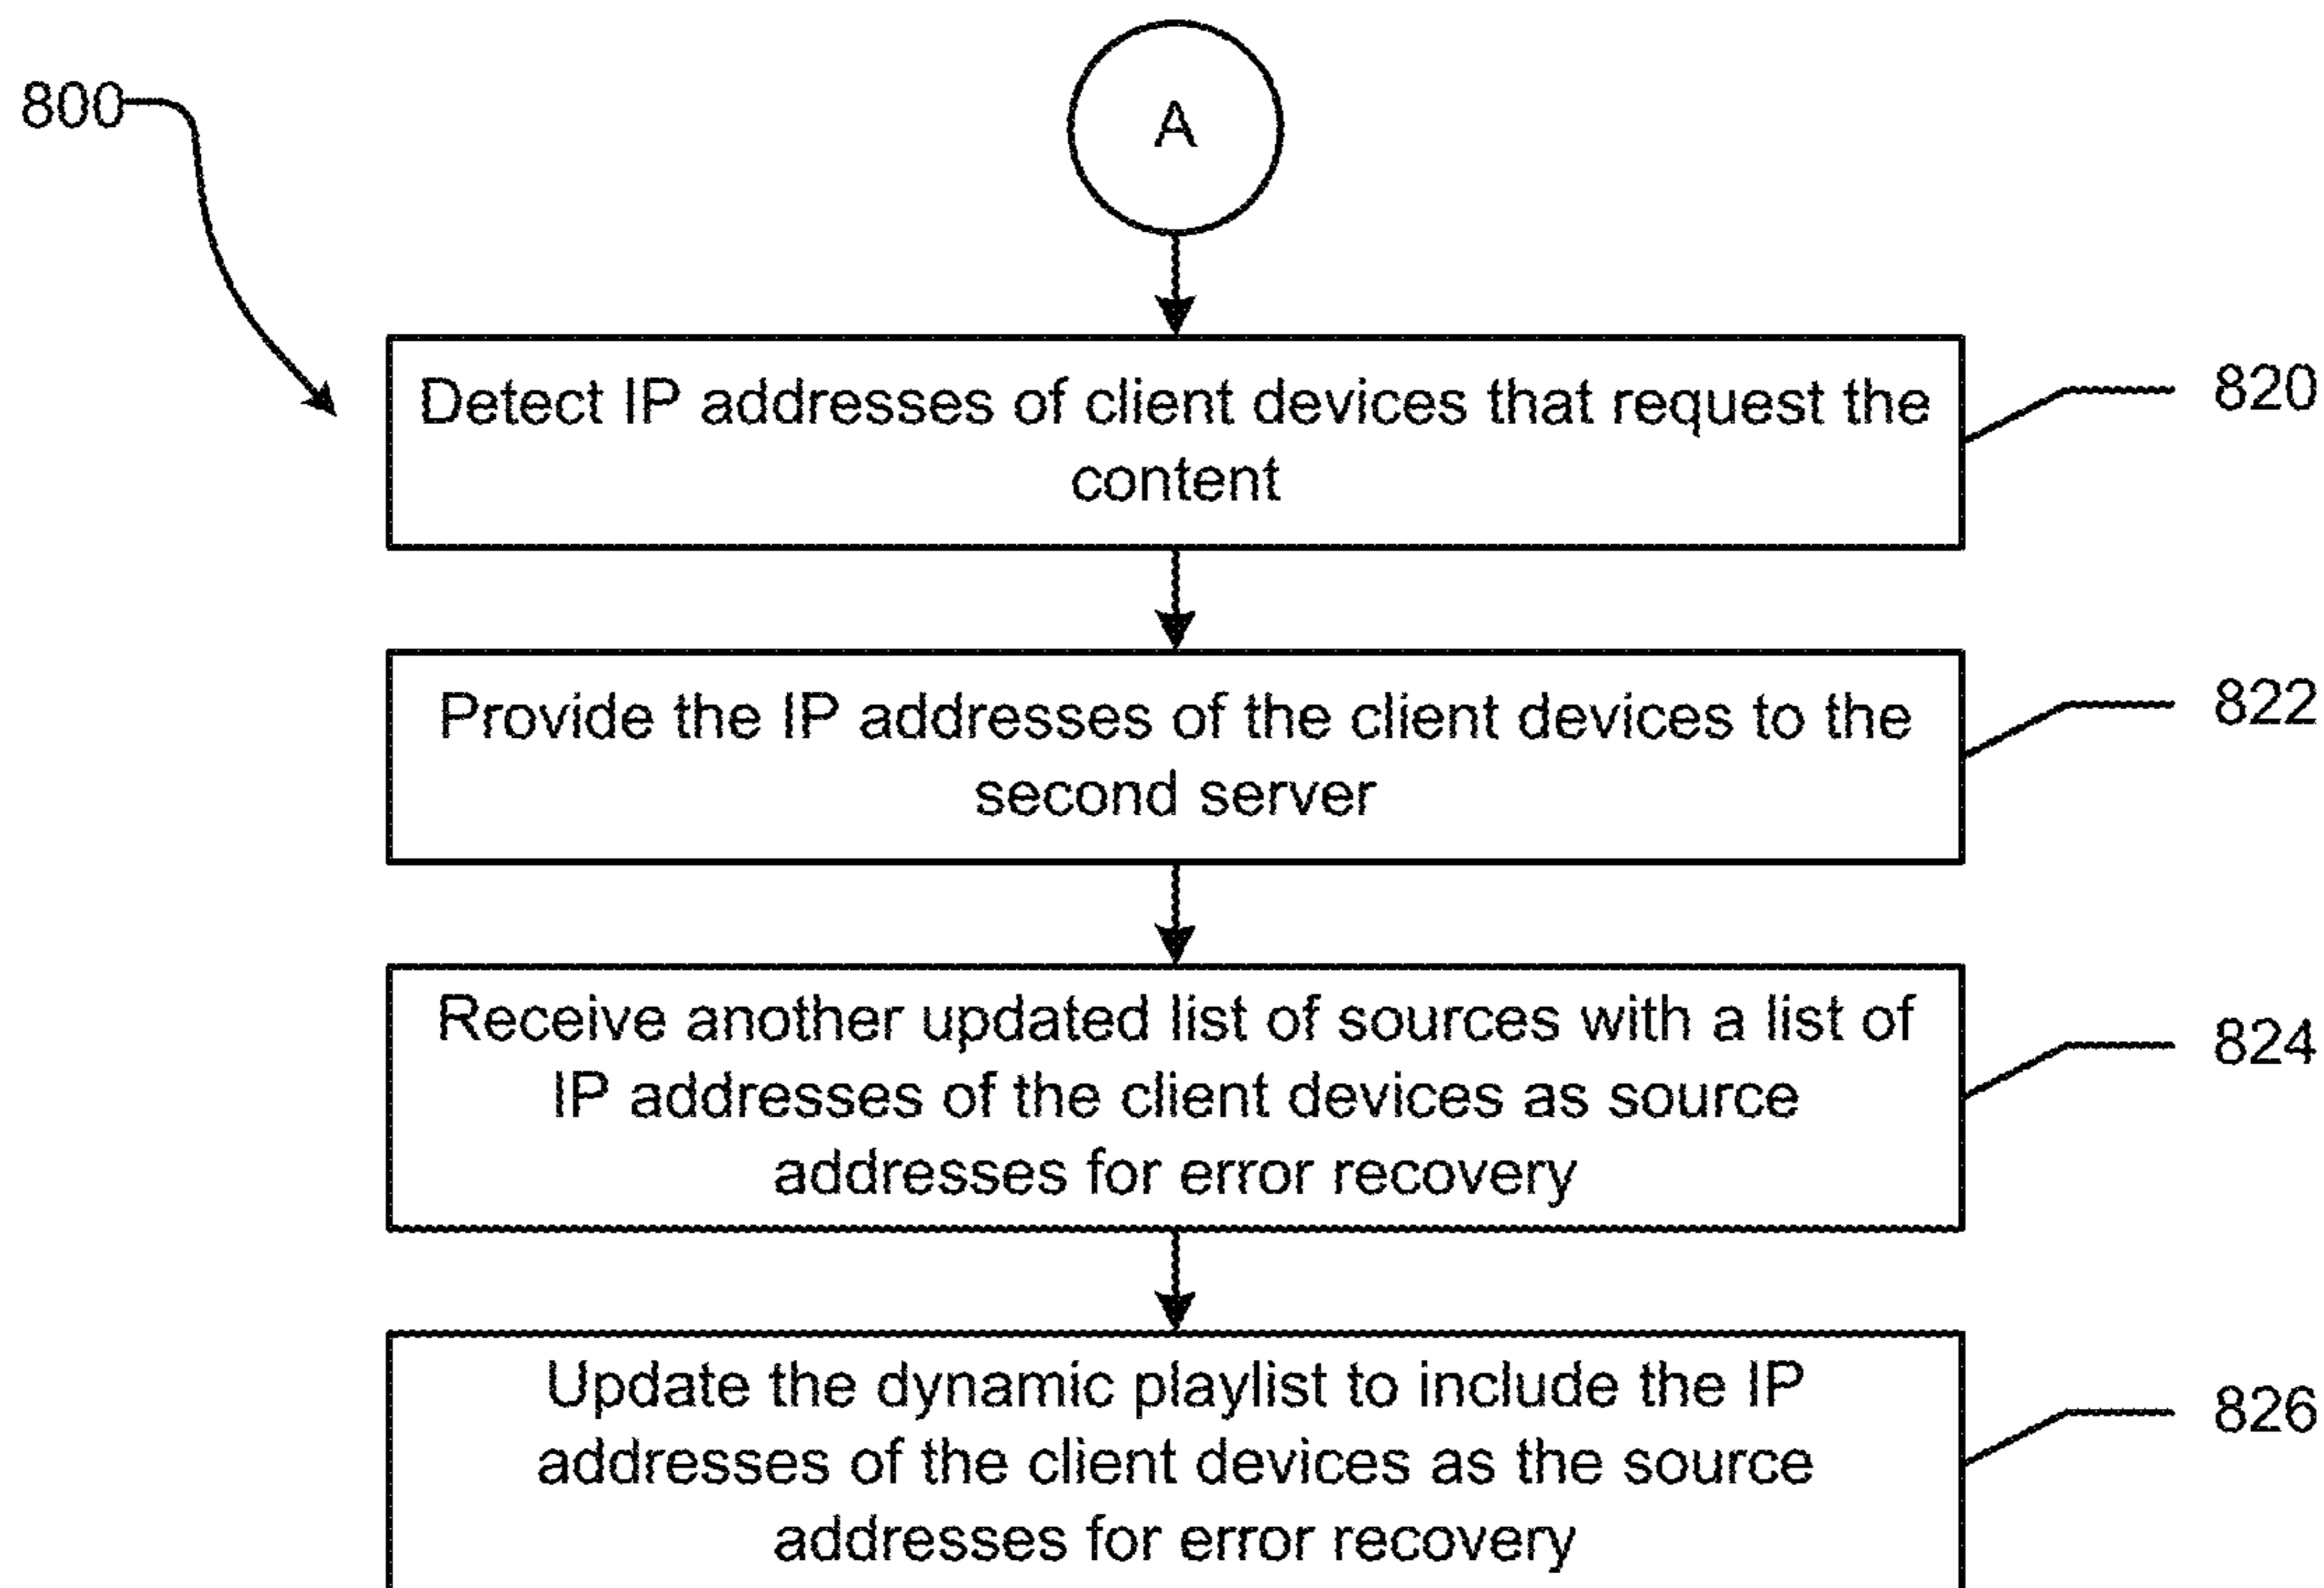 800
A
Detect IP addresses of client devices that request the
content
820
Provide the IP addresses of the client devices to the
second server
822
Receive another updated list of sources with a list of
IP addresses of the client devices as source
addresses for error recovery
824
Update the dynamic playlist to include the IP
addresses of the client devices as the source
addresses for error recovery
826